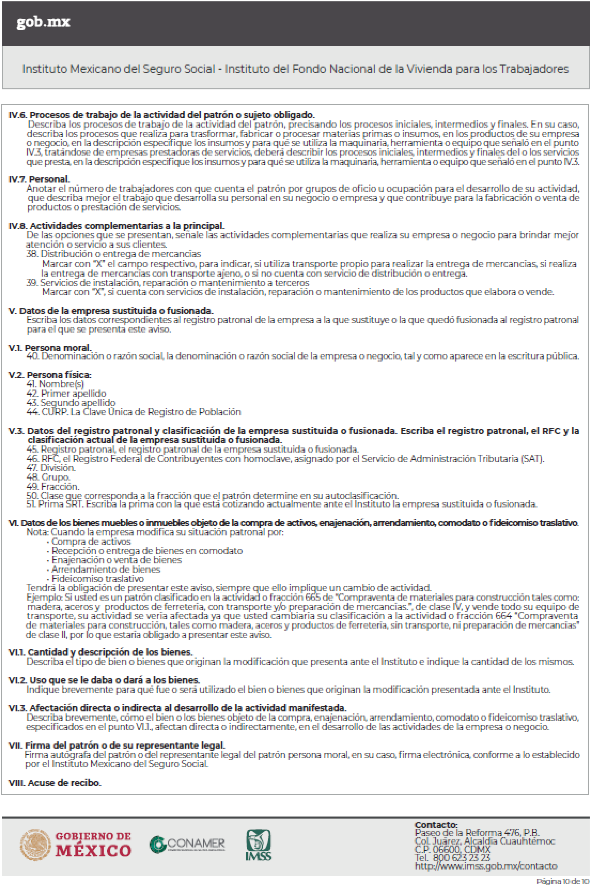 gob.mx
Instituto Mexicano del Seguro Social - Instituto del Fondo Nacional de la Vivienda para los Trabajadores
IV.6. Procesos de trabajo de la actividad del patrón o sujeto obligado.
Describa los procesos de trabajo de la actividad del patrón, precisando los procesos iniciales, intermedios y finales. En su caso,
describa los procesos que realiza para trasformar, fabricar o procesar materias primas o insumos, en los productos de su empresa
o negocio, en la descripción especifique los insumos y para qué se utiliza la maquinaria, herramienta o equipo que señaló en el punto
IV.3, tratándose de empresas prestadoras de servicios, deberá describir los procesos iniciales, intermedios y finales del o los servicios
que presta, en la descripción especifique los insumos y para qué se utiliza la maquinaria, herramienta o equipo que señaló en el punto IV.3.
IV.7. Personal.
Anotar el número de trabajadores con que cuenta el patrón por grupos de oficio u ocupación para el desarrollo de su actividad,
que describa mejor el trabajo que desarrolla su personal en su negocio o empresa y que contribuye para la fabricación o venta de
productos o prestación de servicios.
IV.8. Actividades complementarias a la principal.
De las opciones que se presentan, señale las actividades complementarias que realiza su empresa o negocio para brindar mejor
atención o servicio a sus clientes.
38. Distribución o entrega de mercancías
Marcar con "X" el campo respectivo, para indicar, si utiliza transporte propio para realizar la entrega de mercancías, si realiza
la entrega de mercancías con transporte ajeno, o si no cuenta con servicio de distribución o entrega.
39. Servicios de instalación, reparación o mantenimiento a terceros
Marcar con "X", si cuenta con servicios de instalación, reparación o mantenimiento de los productos que elabora o vende.
V. Datos de la empresa sustituida o fusionada.
Escriba los datos correspondientes al registro patronal de la empresa a la que sustituye o la que quedó fusionada al registro patronal
para el que se presenta este aviso.
V.1. Persona moral.
40. Denominación o razón social, la denominación o razón social de la empresa o negocio, tal y como aparece en la escritura pública.
V.2. Persona física:
41. Nombre(s)
42. Primer apellido
43. Segundo apellido
44. CURP. La Clave Única de Registro de Población
V.3. Datos del registro patronal y clasificación de la empresa sustituida o fusionada. Escriba el registro patronal, el RFC y la
clasificación actual de la empresa sustituida o fusionada.
45. Registro patronal, el registro patronal de la empresa sustituida o fusionada.
46. RFC, el Registro Federal de Contribuyentes con homoclave, asignado por el Servicio de Administración Tributaria (SAT).
47. División.
48. Grupo.
49. Fracción.
50. Clase que corresponda a la fracción que el patrón determine en su autoclasificación.
51. Prima SRT. Escriba la prima con la que está cotizando actualmente ante el Instituto la empresa sustituida o fusionada.
VI. Datos de los bienes muebles o inmuebles objeto de la compra de activos, enajenación, arrendamiento, comodato o fideicomiso traslativo.
Nota: Cuando la empresa modifica su situación patronal por:
• Compra de activos
• Recepción o entrega de bienes en comodato
• Enajenación o venta de bienes
• Arrendamiento de bienes
• Fideicomiso traslativo
Tendrá la obligación de presentar este aviso, siempre que ello implique un cambio de actividad.
Ejemplo: Si usted es un patrón clasificado en la actividad o fracción 665 de "Compraventa de materiales para construcción tales como:
madera, aceros y productos de ferretería, con transporte y/o preparación de mercancías.", de clase IV, y vende todo su equipo de
transporte, su actividad se vería afectada ya que usted cambiaría su clasificación a la actividad o fracción 664 "Compraventa
de materiales para construcción, tales como madera, aceros y productos de ferretería, sin transporte, ni preparación de mercancías"
de clase II, por lo que estaría obligado a presentar este aviso.
VI.1. Cantidad y descripción de los bienes.
Describa el tipo de bien o bienes que originan la modificación que presenta ante el Instituto e indique la cantidad de los mismos.
VI.2. Uso que se le daba o dará a los bienes.
Indique brevemente para qué fue o será utilizado el bien o bienes que originan la modificación presentada ante el Instituto.
VI.3. Afectación directa o indirecta al desarrollo de la actividad manifestada.
Describa brevemente, cómo el bien o los bienes objeto de la compra, enajenación, arrendamiento, comodato o fideicomiso traslativo,
especificados en el punto VI.1., afectan directa o indirectamente, en el desarrollo de las actividades de la empresa o negocio.
VII. Firma del patrón o de su representante legal.
Firma autógrafa del patrón o del representante legal del patrón persona moral, en su caso, firma electrónica, conforme a lo establecido
por el Instituto Mexicano del Seguro Social.
VIII. Acuse de recibo.
GOBIERNO DE
MÉXICO
CONAMER
IMSS
Contacto:
Paseo de la Reforma 476, P.B.
Col. Juárez, Alcaldía Cuauhtémoc
C.P. 06600, CDMX
Tel. 800 623 23 23
http://www.imss.gob.mx/contacto
Página 10 de 10